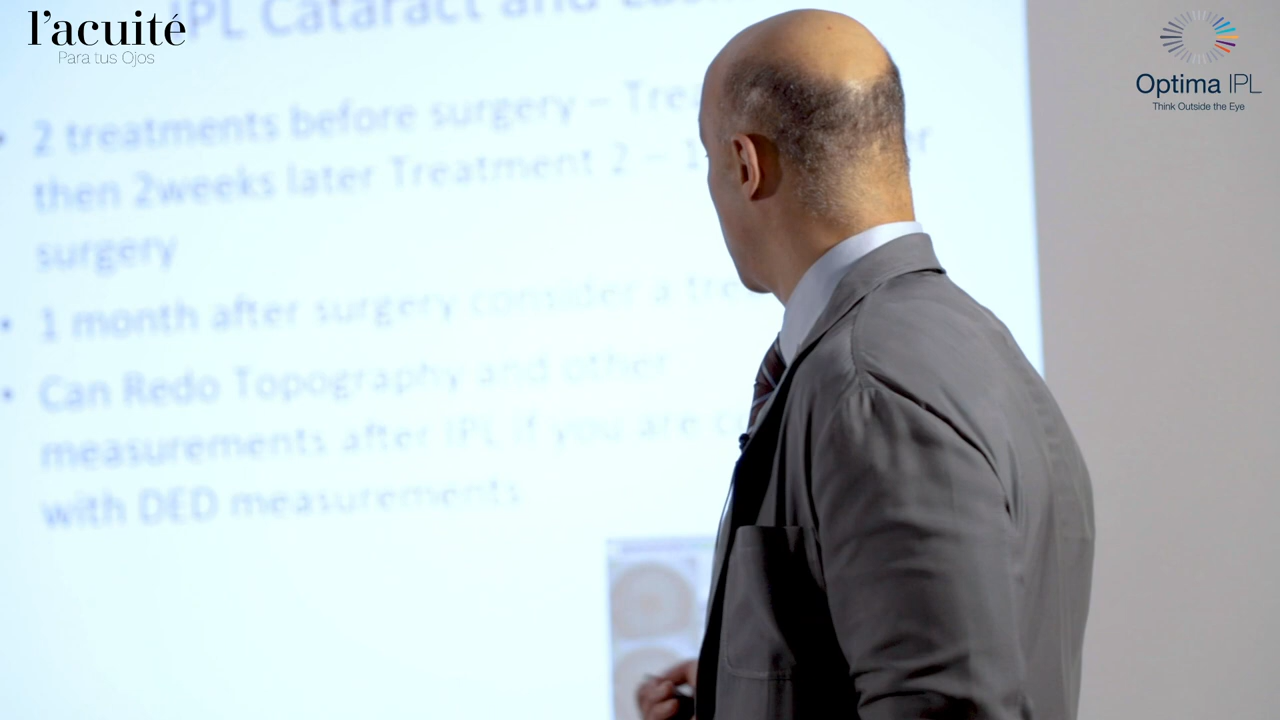 l'acuité
Para tus Ojos
Optima IPL
Think Outside the Eye
IPL Cataract and
• 2 treatments before surgery –
then 2weeks later Treatment 2 –
surgery
• 1 month after surgery consider a
• Can Redo Topography and other
measurements after IPL if you are
with DED measurements